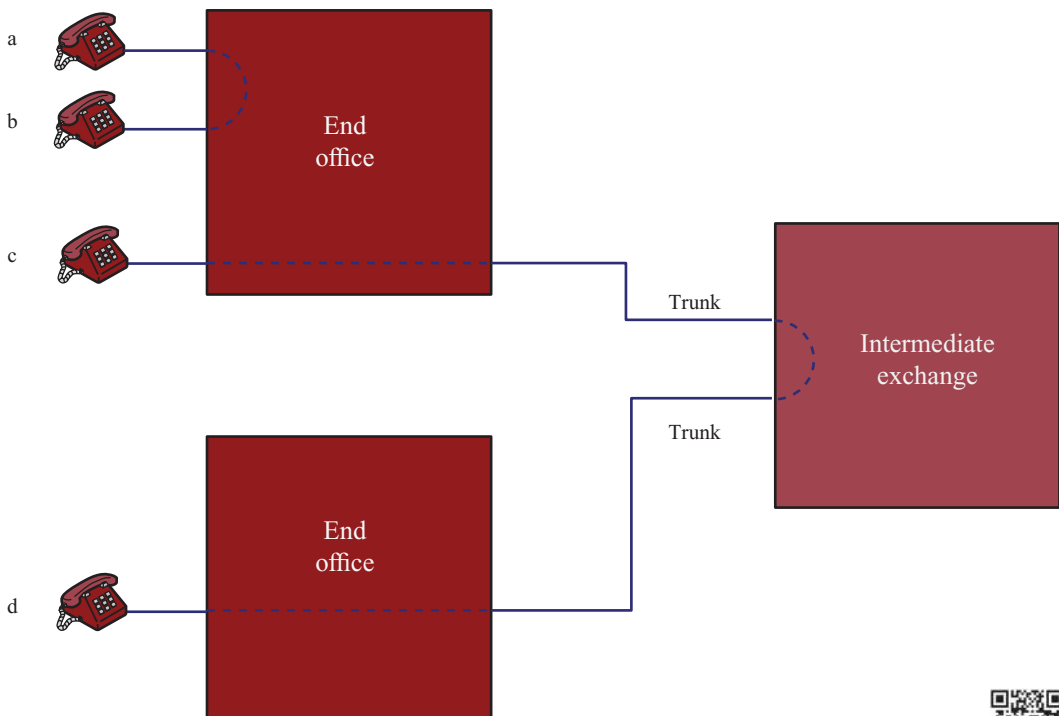 a
b
End
office
c
Trunk
Intermediate
exchange
Trunk
End
office
d